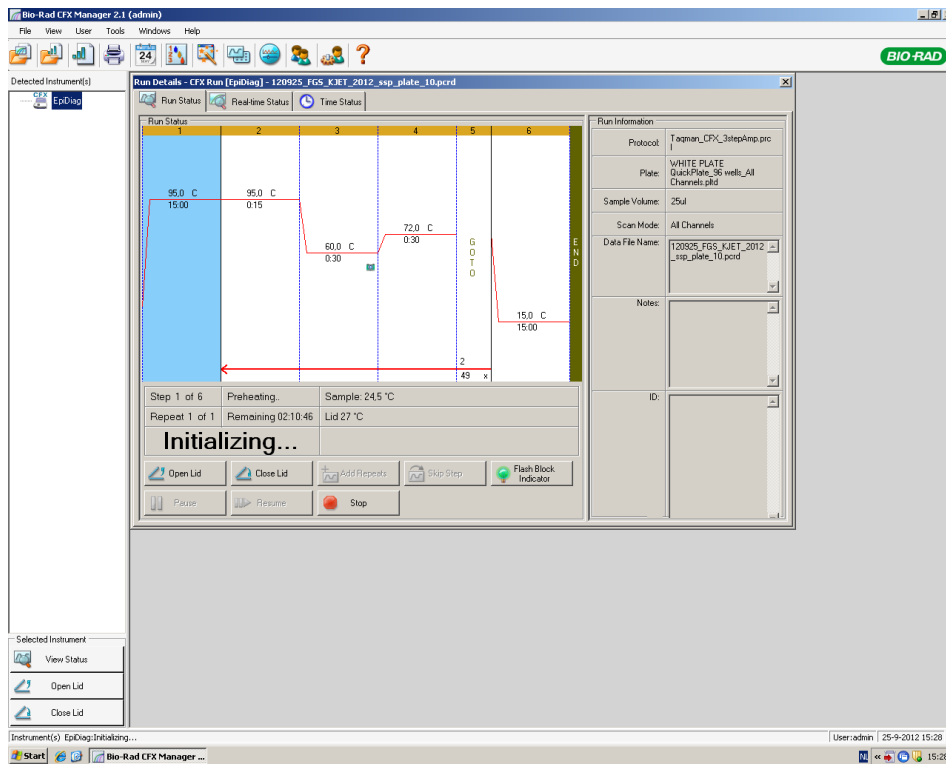 Bio-Rad CFX Manager 2.1 (admin)
File View User Tools Windows Help
24
BIO-RAD
Detected Instrument(s)
CFX
EpiDiag
Run Details - CFX Run [EpiDiag] - 120925_FGS_KJET_2012_ssp_plate_10.pcrd
Run Status Real-time Status Time Status
Run Status
1 2 3 4 5 6
95,0 C
15:00
95,0 C
0:15
60,0 C
0:30
72,0 C
0:30
G
O
T
O
15,0 C
15:00
E
N
D
2
49 x
Step 1 of 6 Preheating.. Sample: 24,5 °C
Repeat 1 of 1 Remaining 02:10:46 Lid 27 °C
Initializing...
Open Lid Close Lid Add Repeats Skip Step Flash Block
Indicator
Pause Resume Stop
Run Information
Protocol: Taqman_CFX_3stepAmp.prc
l
Plate: WHITE PLATE
QuickPlate_96 wells_All
Channels.pltd
Sample Volume: 25ul
Scan Mode: All Channels
Data File Name: 120925_FGS_KJET_2012
_ssp_plate_10.pcrd
Notes:
ID:
Selected Instrument
View Status
Open Lid
Close Lid
Instrument(s) EpiDiag:Initializing...
User:admin 25-9-2012 15:28
Start Bio-Rad CFX Manager ... NL « 15:28